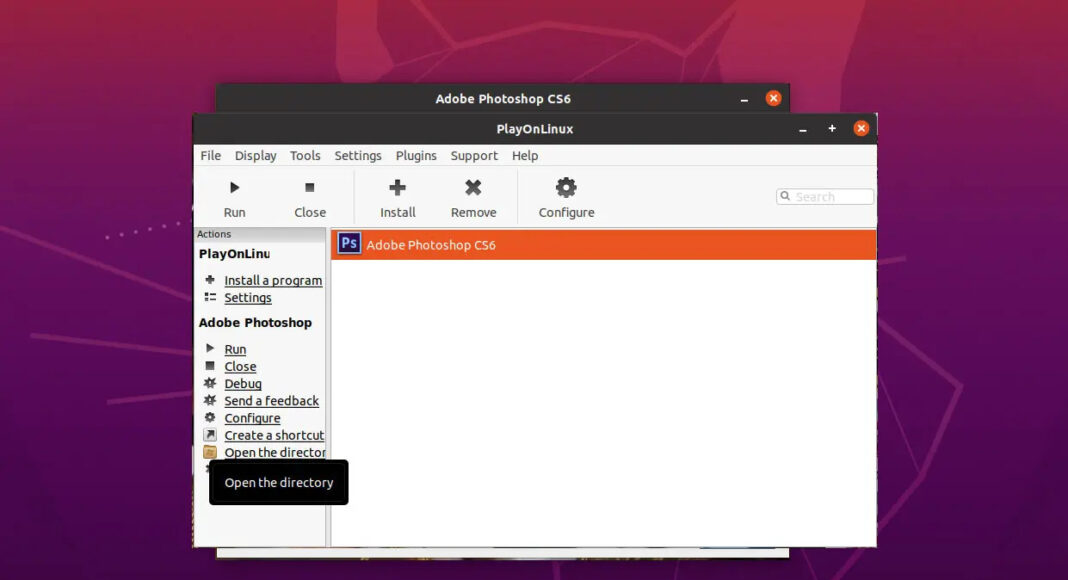 Adobe Photoshop CS6
PlayOnLinux
File Display Tools Settings Plugins Support Help
Run Close Install Remove Configure
Search
Actions
PlayOnLinu
Install a program
Settings
Adobe Photoshop
Run
Close
Debug
Send a feedback
Configure
Create a shortcut
Open the director
Open the directory
Ps Adobe Photoshop CS6